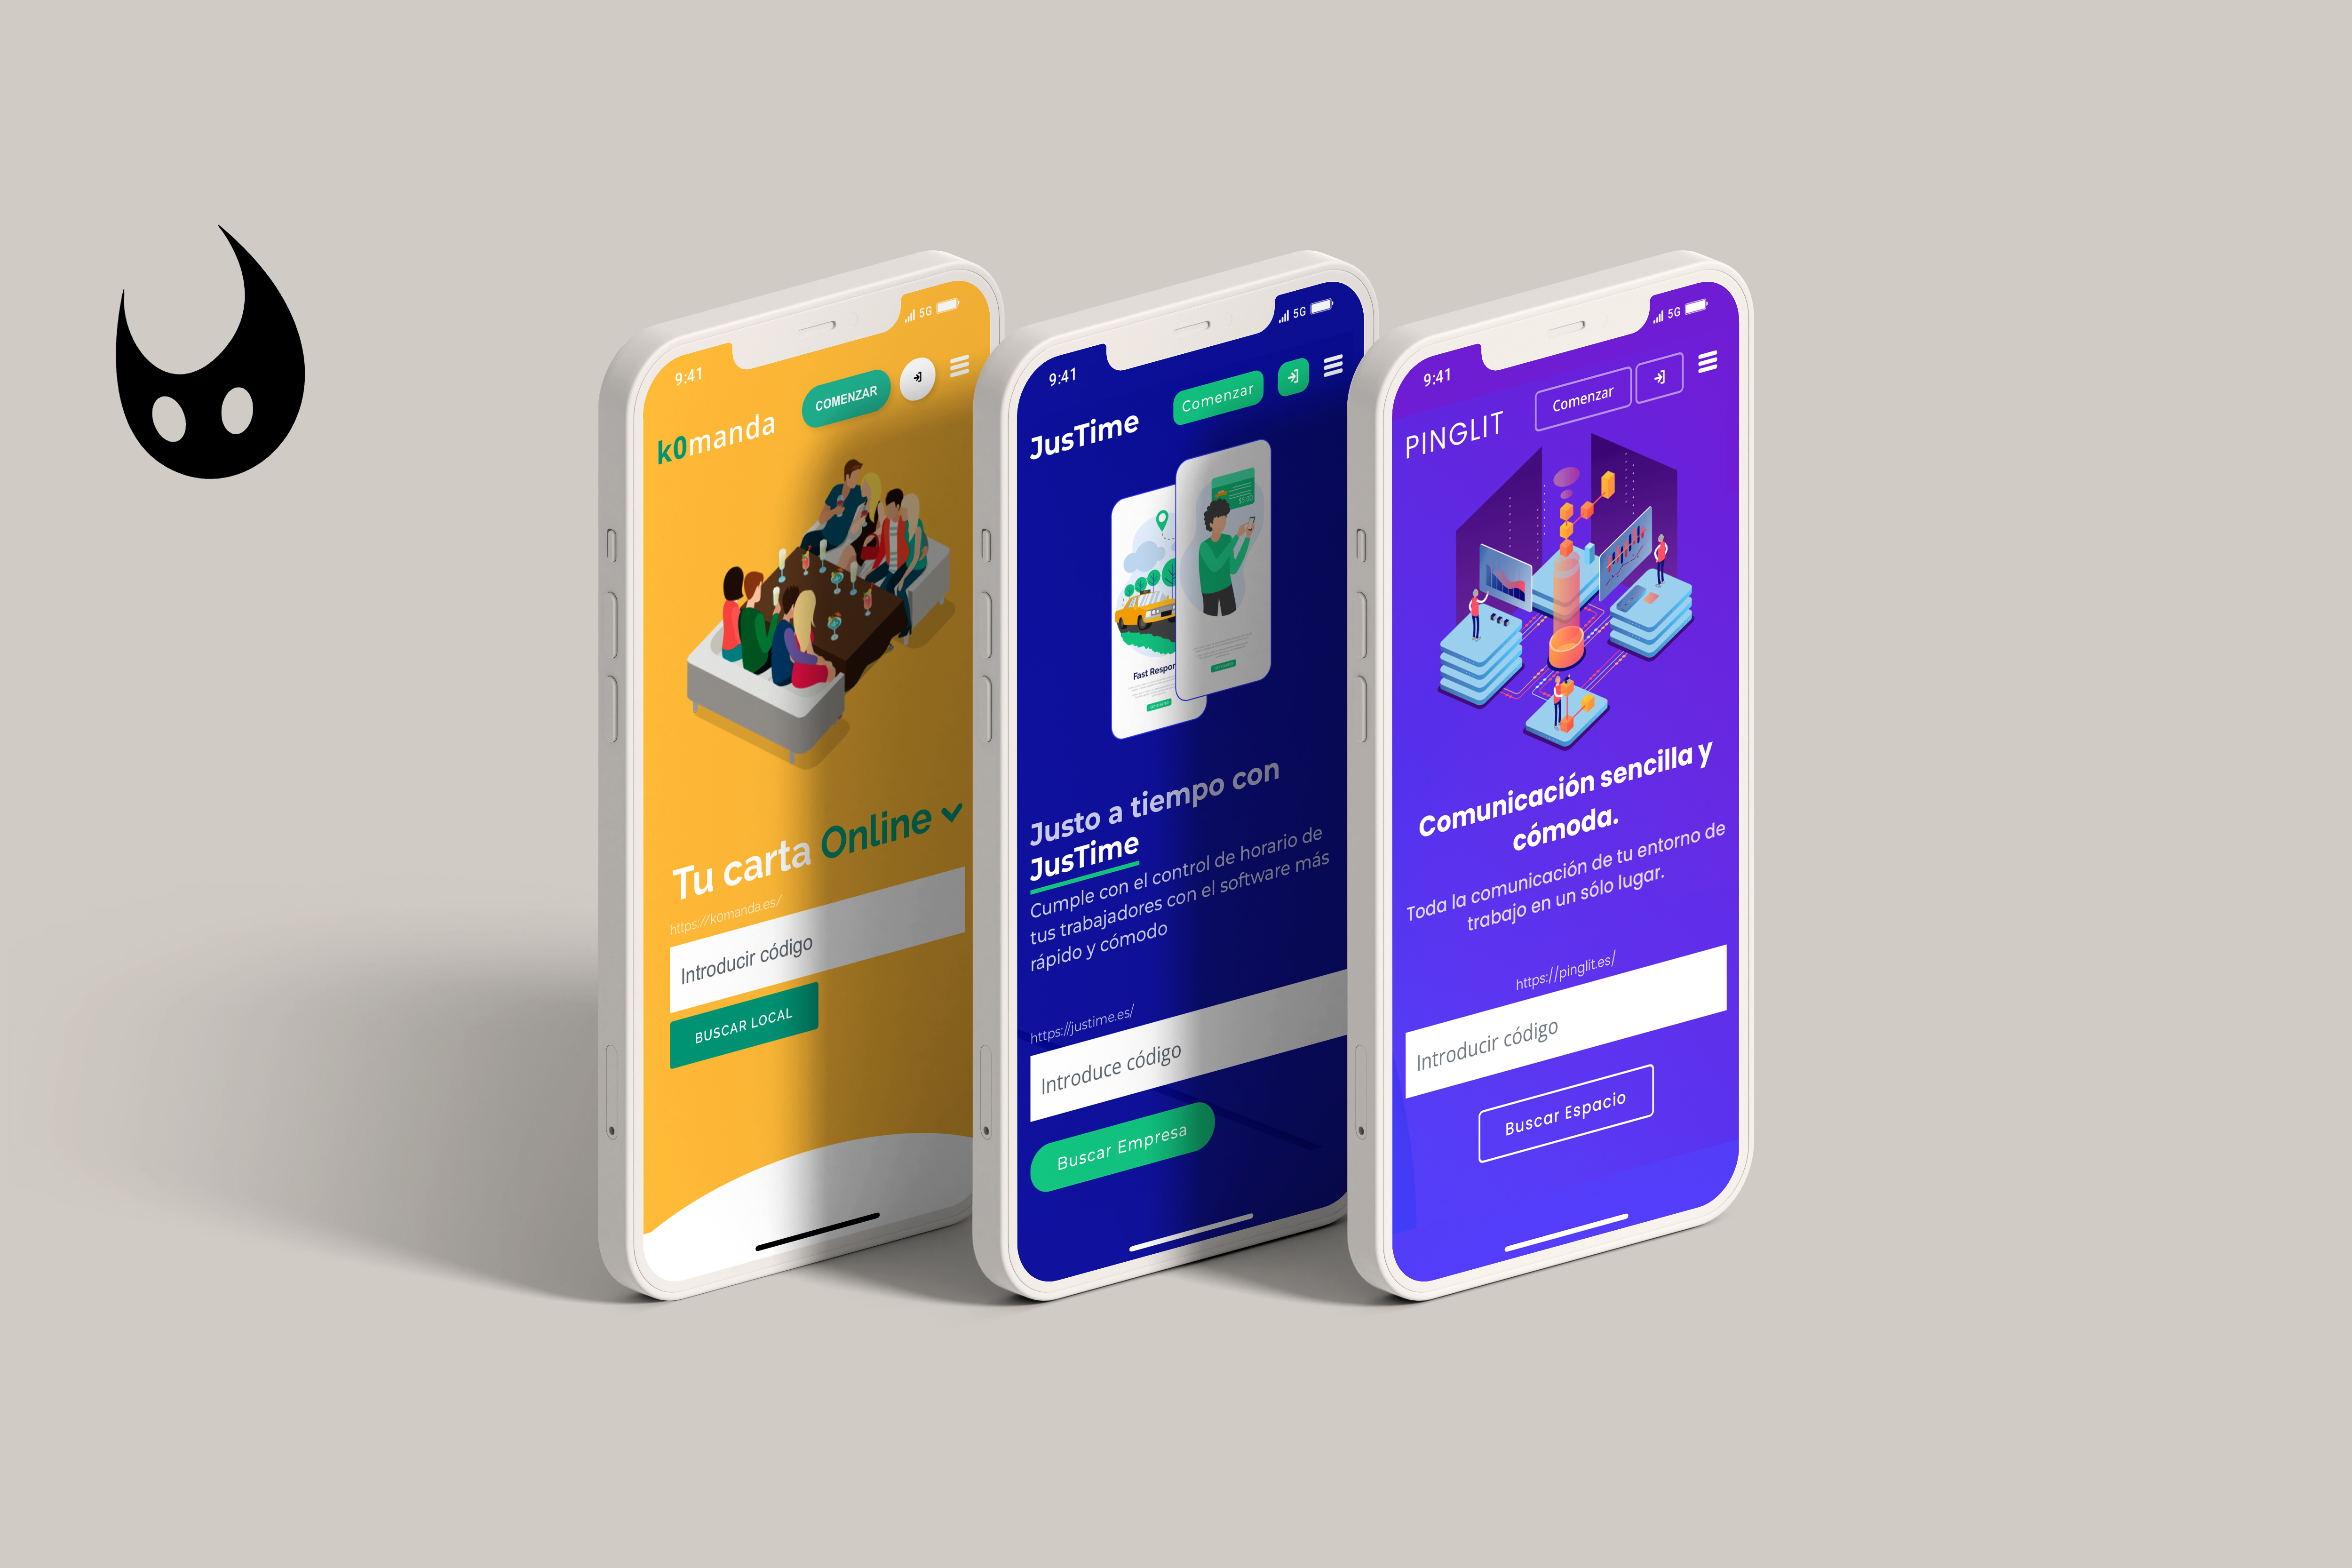 9:41
5G
k0manda
COMENZAR
Tu carta Online
https://k0manda.es/
Introducir código
BUSCAR LOCAL
9:41
5G
JusTime
Comenzar
$5.00
Fast Respon
Justo a tiempo con
JusTime
Cumple con el control de horario de
tus trabajadores con el software más
rápido y cómodo
https://justime.es/
Introduce código
Buscar Empresa
9:41
5G
PINGLIT
Comenzar
Comunicación sencilla y
cómoda.
Toda la comunicación de tu entorno de
trabajo en un sólo lugar.
https://pinglit.es/
Introducir código
Buscar Espacio